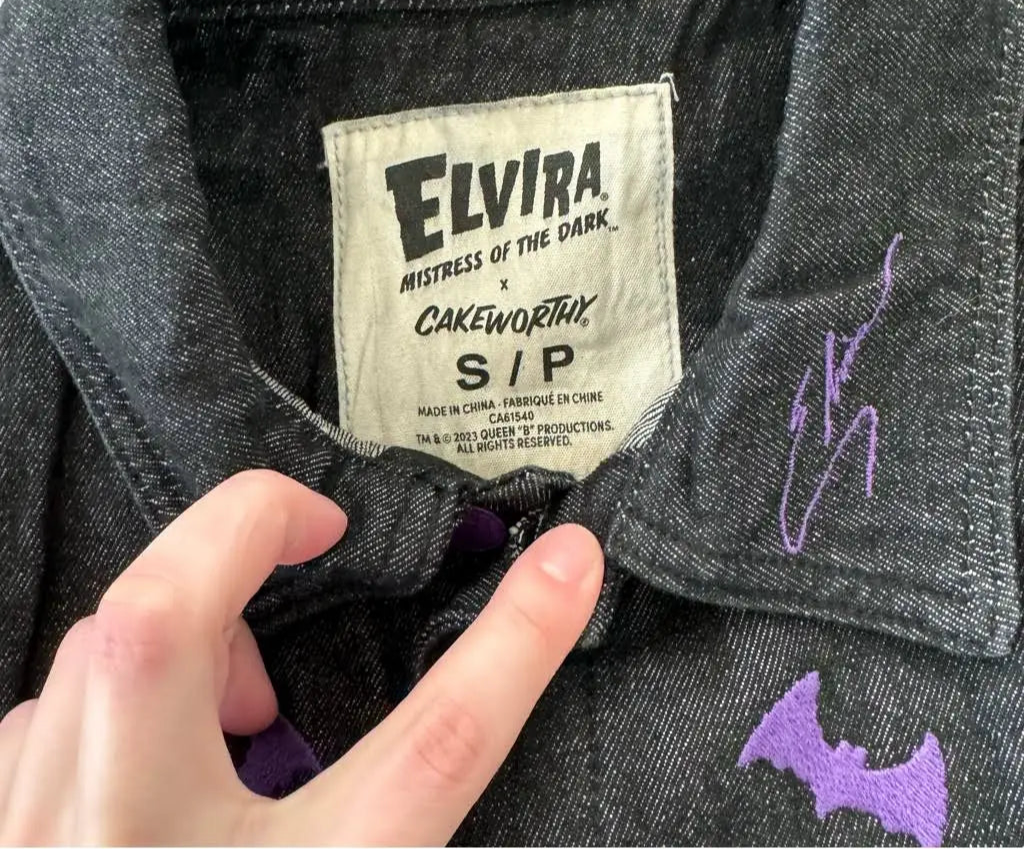 ELVIRA®
MISTRESS OF THE DARK™
x
CAKEWORTHY®
S / P
MADE IN CHINA · FABRIQUÉ EN CHINE
CA61540
TM & © 2023 QUEEN "B" PRODUCTIONS.
ALL RIGHTS RESERVED.